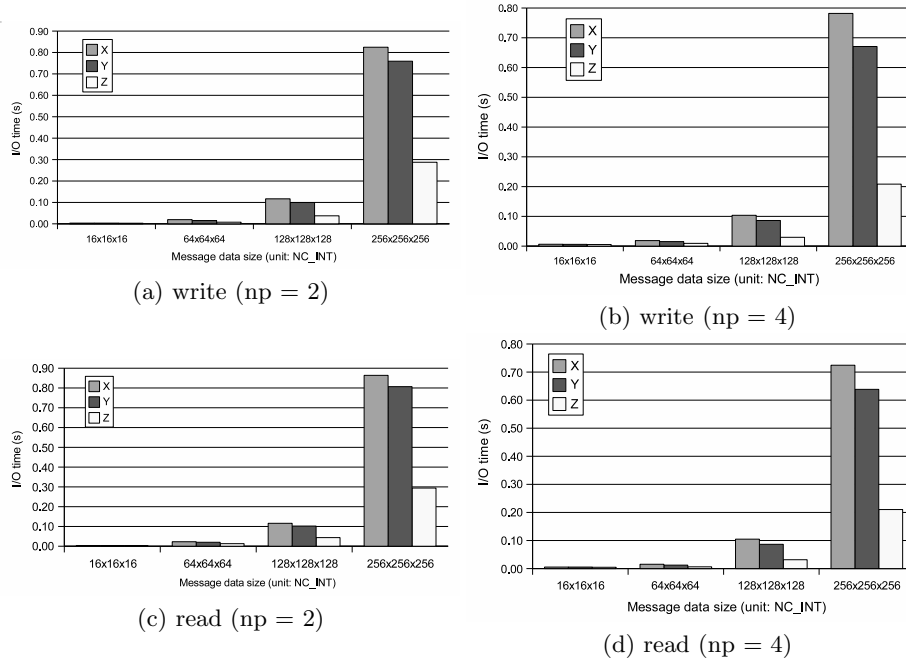 0.90
0.80
0.70
0.60
0.50
0.40
0.30
0.20
0.10
0.00
I/O time (s)
X
Y
Z
16x16x16 64x64x64 128x128x128 256x256x256
Message data size (unit: NC_INT)
(a) write (np = 2)
0.80
0.70
0.60
0.50
0.40
0.30
0.20
0.10
0.00
I/O time (s)
X
Y
Z
16x16x16 64x64x64 128x128x128 256x256x256
Message data size (unit: NC_INT)
(b) write (np = 4)
0.90
0.80
0.70
0.60
0.50
0.40
0.30
0.20
0.10
0.00
I/O time (s)
X
Y
Z
16x16x16 64x64x64 128x128x128 256x256x256
Message data size (unit: NC_INT)
(c) read (np = 2)
0.80
0.70
0.60
0.50
0.40
0.30
0.20
0.10
0.00
I/O time (s)
X
Y
Z
16x16x16 64x64x64 128x128x128 256x256x256
Message data size (unit: NC_INT)
(d) read (np = 4)